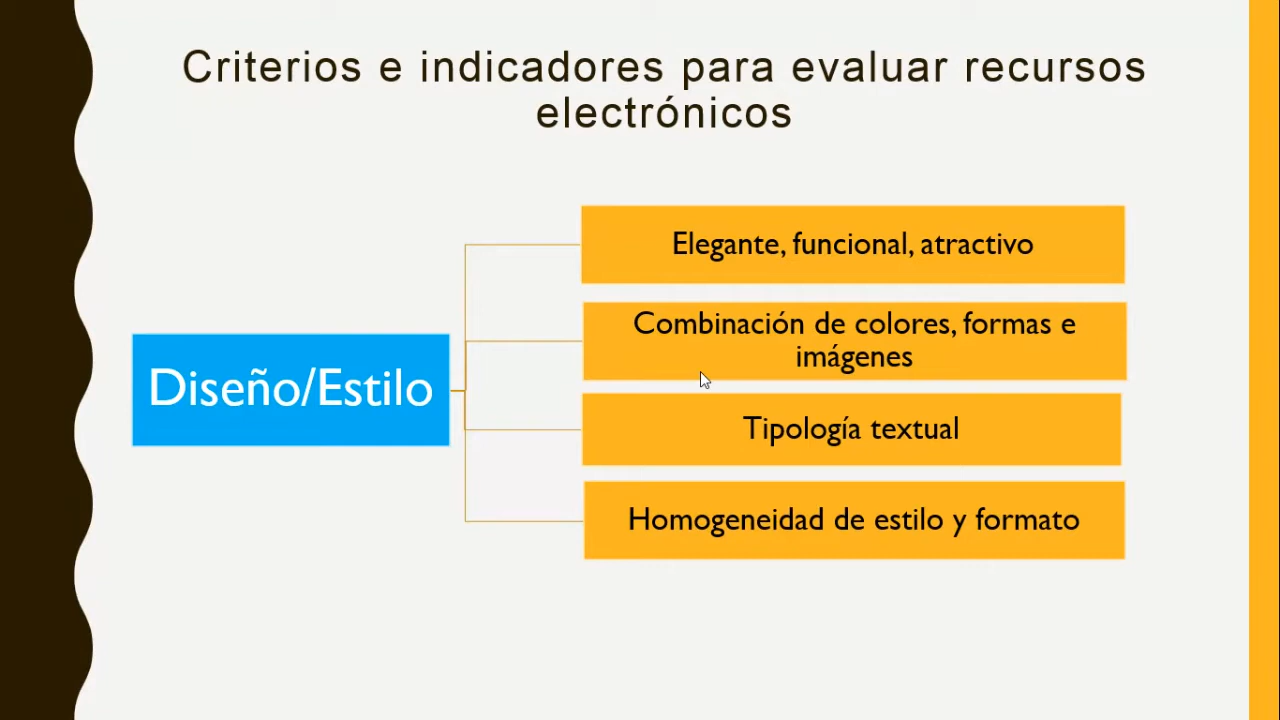 Criterios e indicadores para evaluar recursos
electrónicos
Diseño/Estilo
Elegante, funcional, atractivo
Combinación de colores, formas e
imágenes
Tipología textual
Homogeneidad de estilo y formato